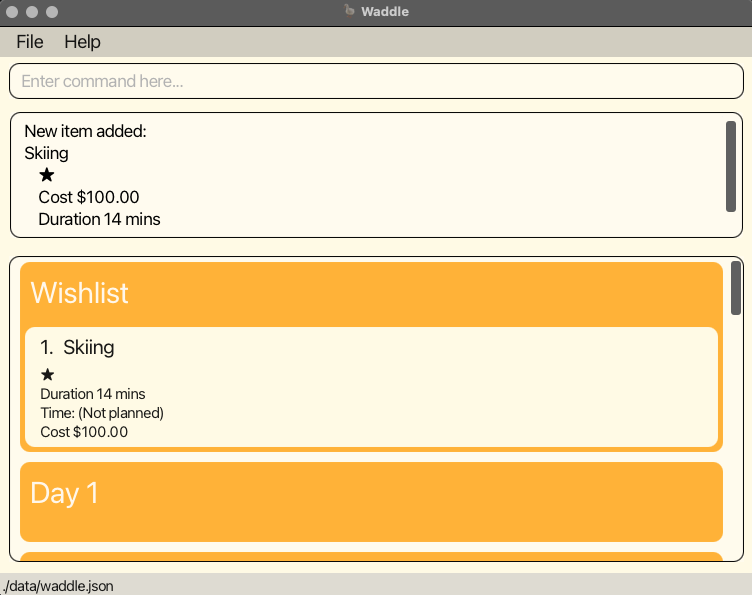 Waddle
File Help
Enter command here...
New item added:
Skiing
★
Cost $100.00
Duration 14 mins
Wishlist
1. Skiing
★
Duration 14 mins
Time: (Not planned)
Cost $100.00
Day 1
./data/waddle.json